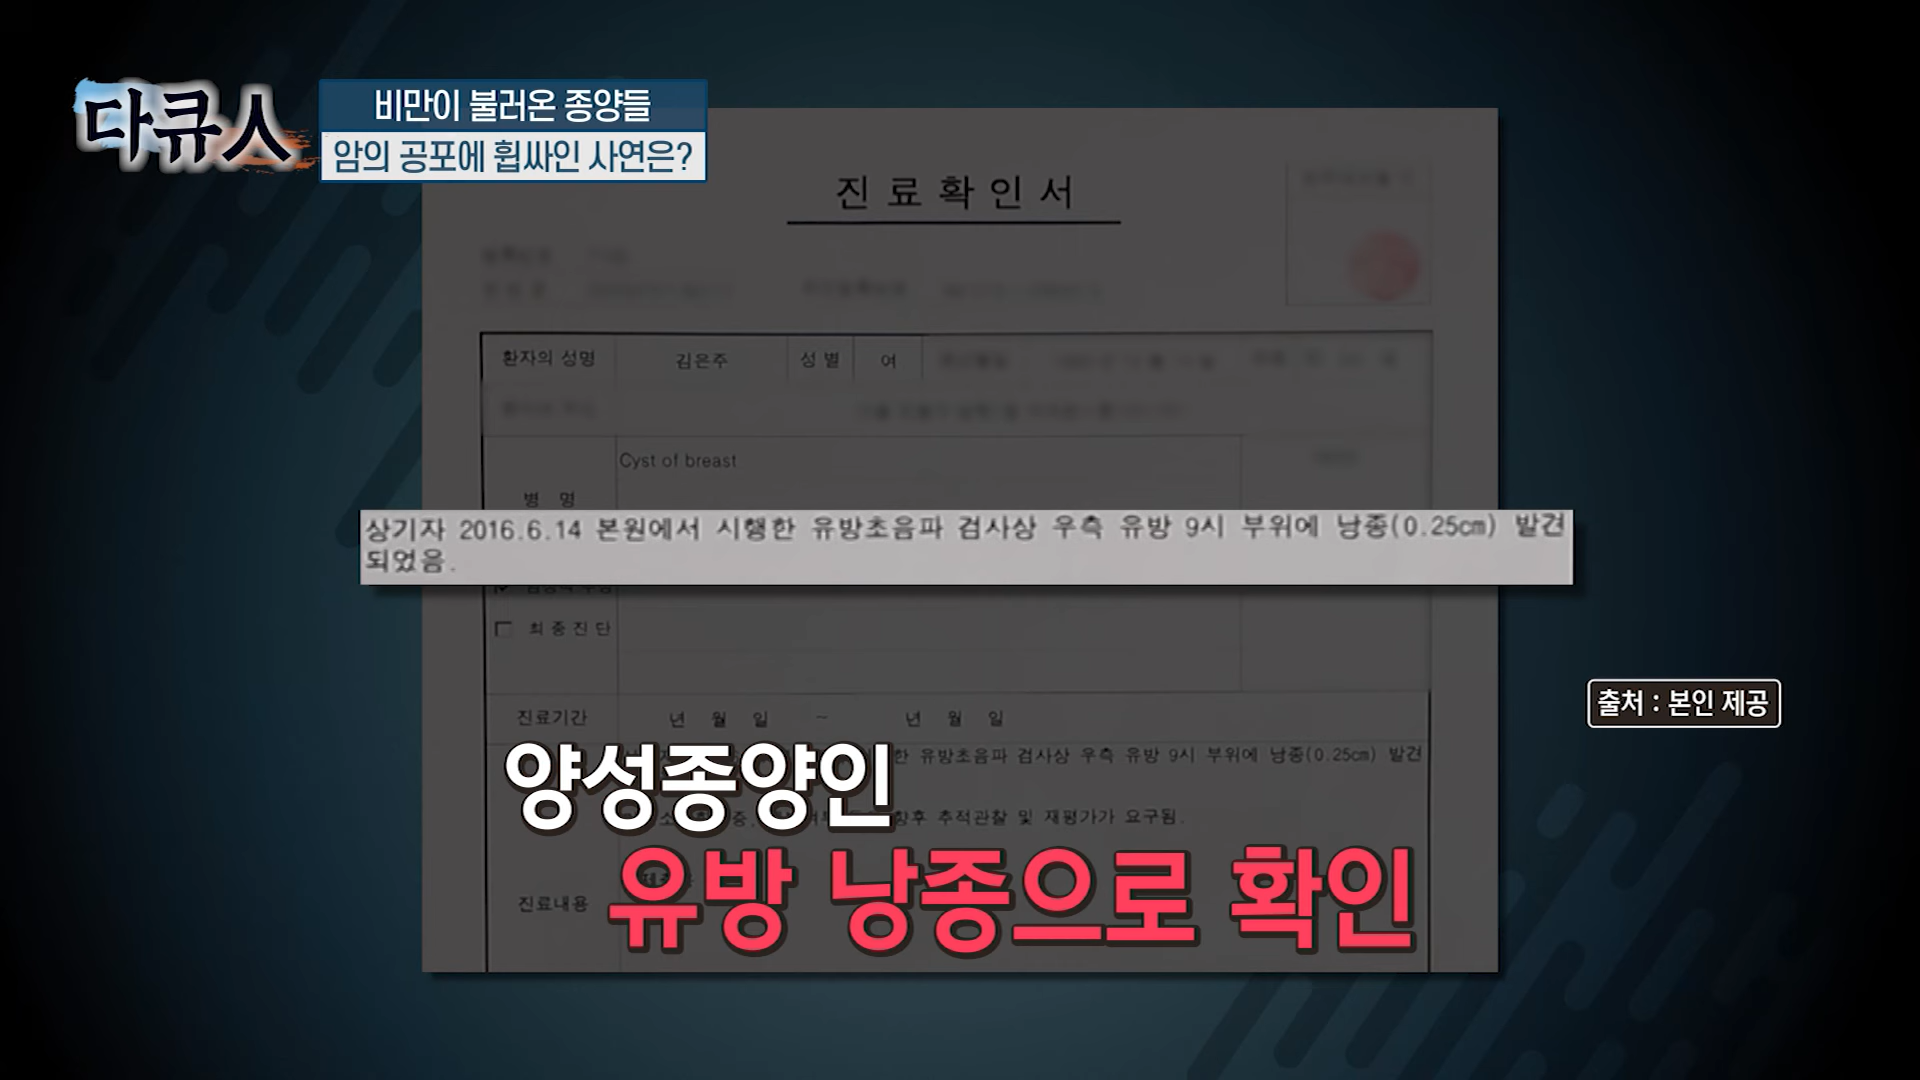 다큐人
비만이 불러온 종양들
암의 공포에 휩싸인 사연은?
진료확인서
환자의 성명 김은주 성별 여
Cyst of breast
병 명
상기자 2016.6.14 본원에서 시행한 유방초음파 검사상 우측 유방 9시 부위에 낭종(0.25cm) 발견
되었음.
최종진단
출처 : 본인 제공
진료기간 년 월 일 ~ 년 월 일
한 유방초음파 검사상 우측 유방 9시 부위에 낭종(0.25cm) 발견
향후 추적관찰 및 재평가가 요구됨.
진료내용
양성종양인
유방 낭종으로 확인